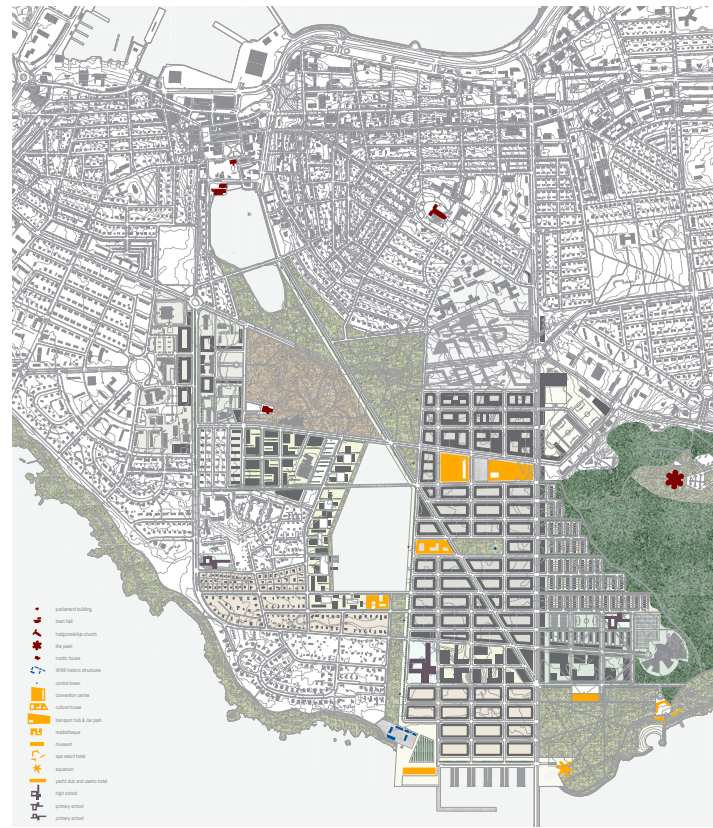 parliament building
town hall
hallgrimskirkja church
the pearl
nordic house
WWII historic structures
control tower
convention centre
culture house
transport hub & car park
mediatheque
museum
spa resort hotel
aquarium
yacht club and casino hotel
high school
primary school
primary school